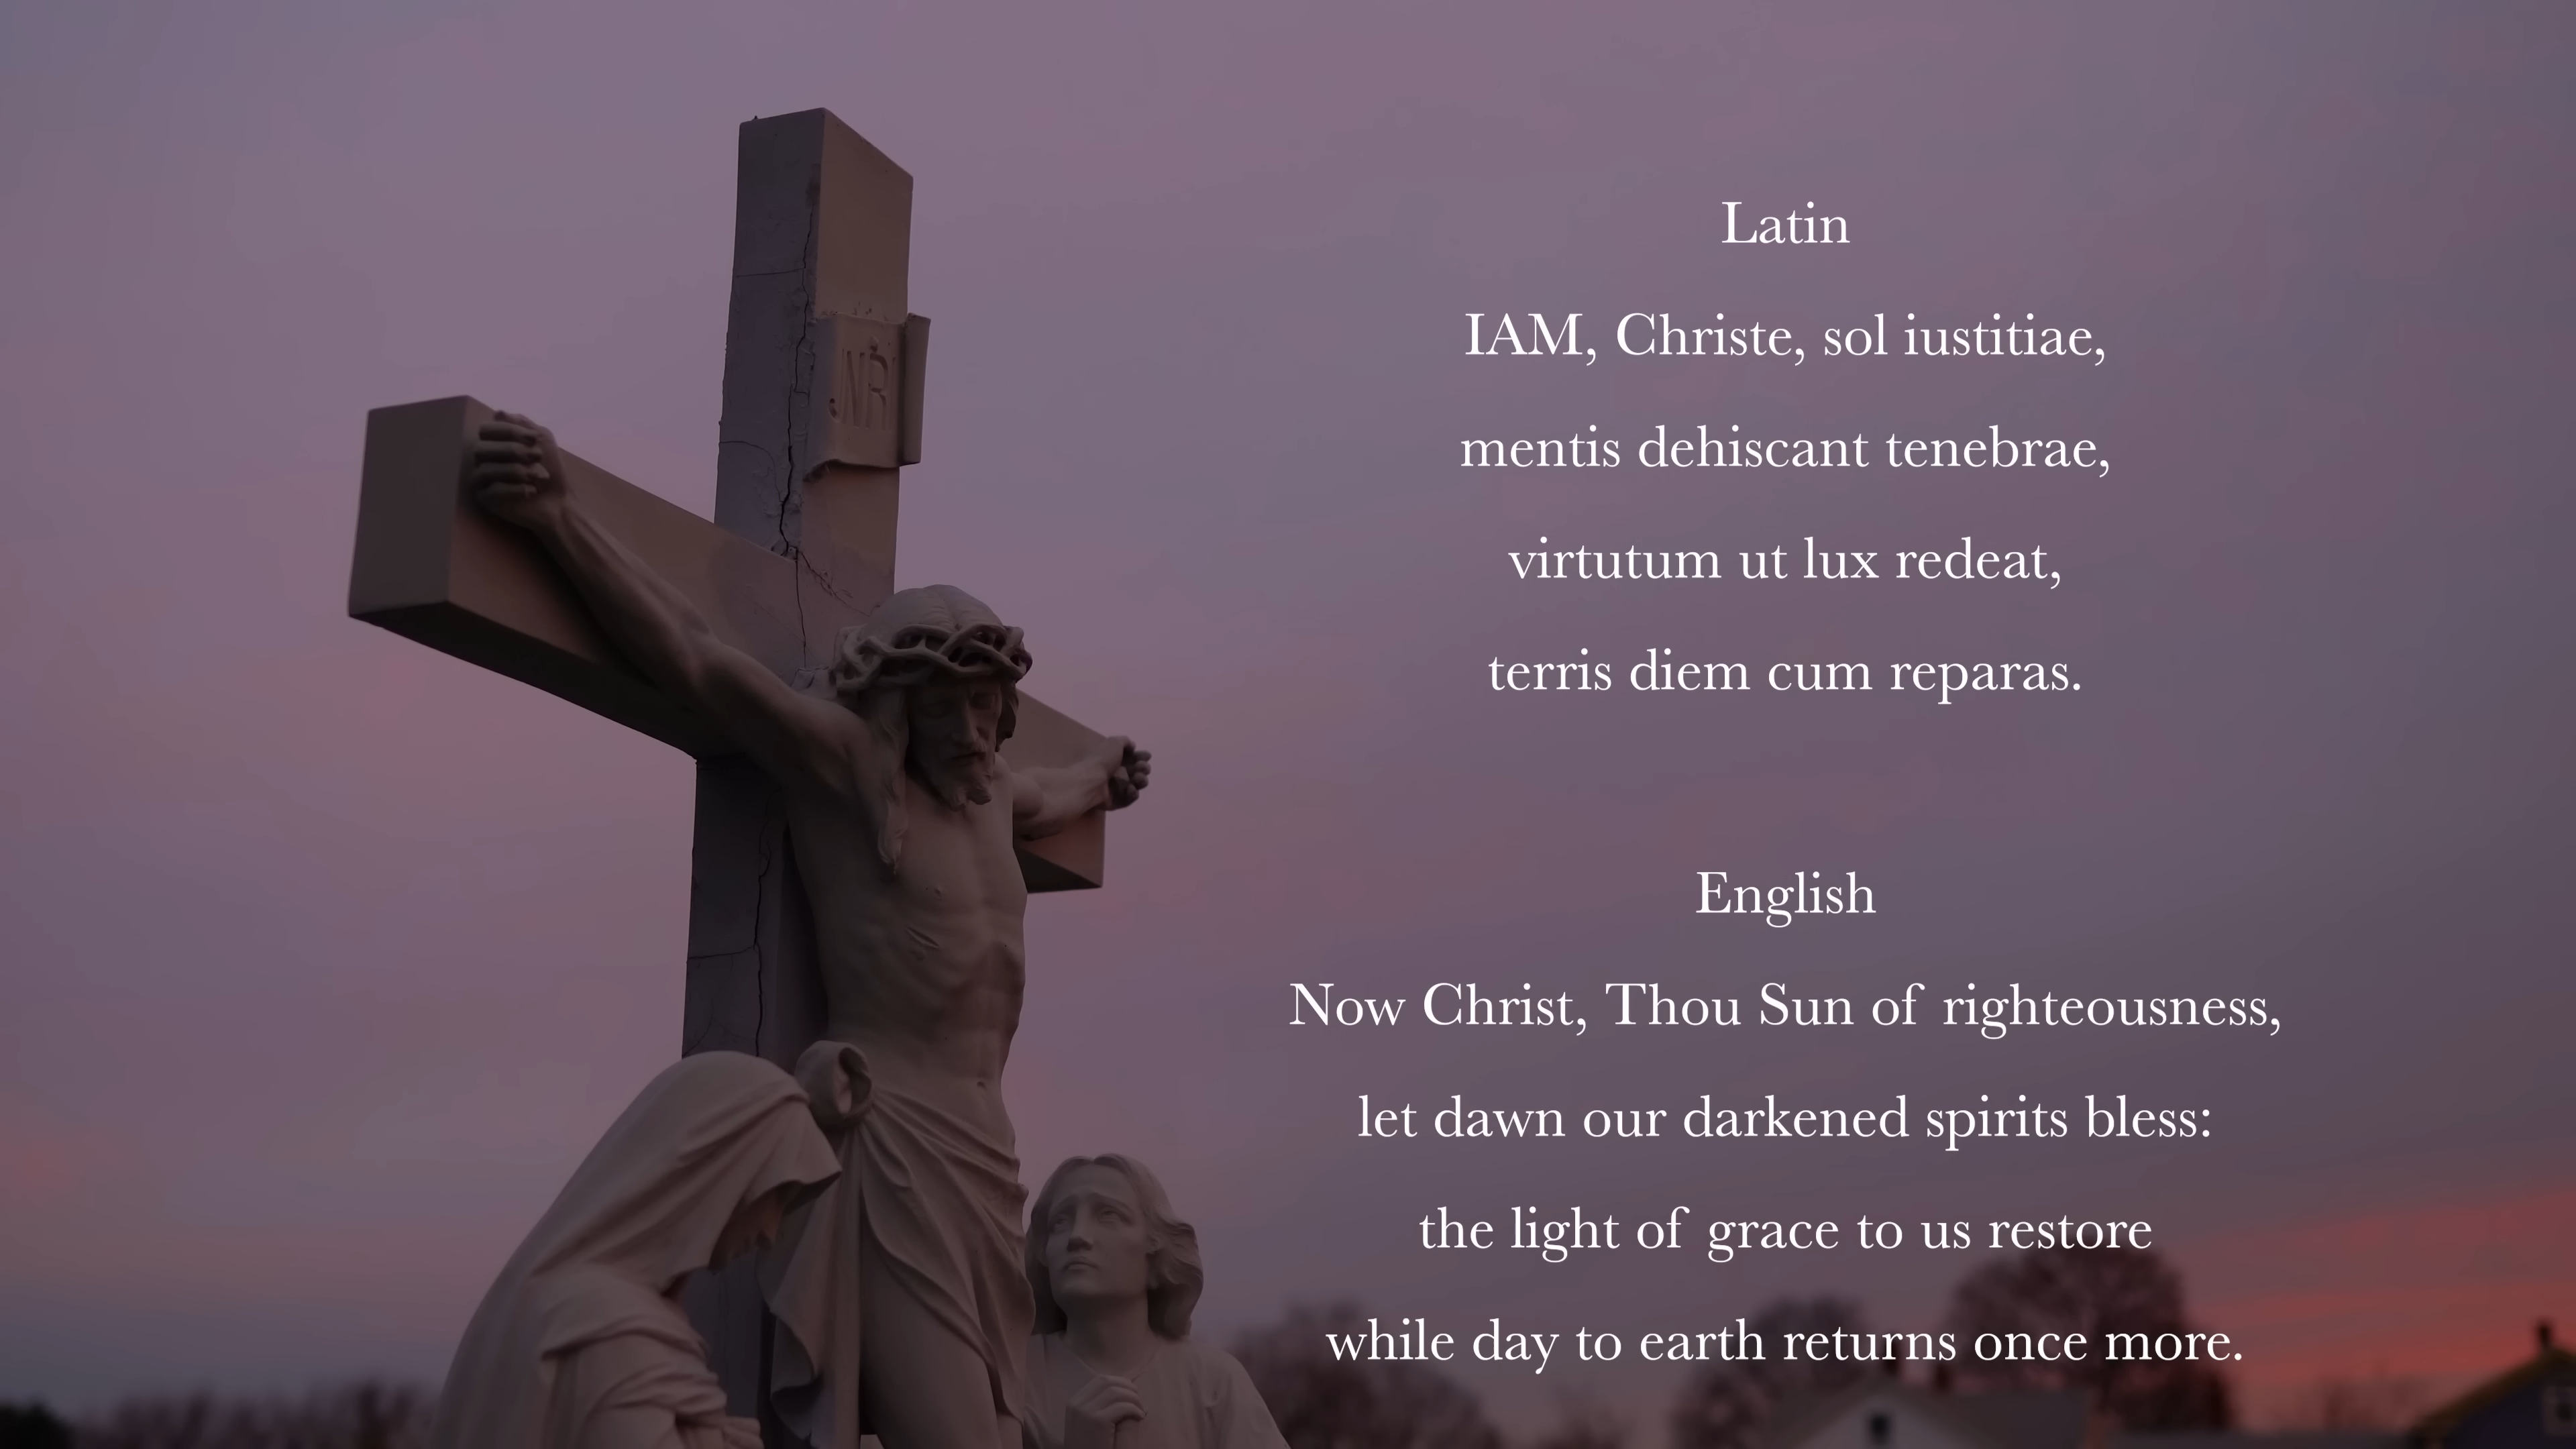 INRI
Latin
IAM, Christe, sol iustitiae,
mentis dehiscant tenebrae,
virtutum ut lux redeat,
terris diem cum reparas.
English
Now Christ, Thou Sun of righteousness,
let dawn our darkened spirits bless:
the light of grace to us restore
while day to earth returns once more.